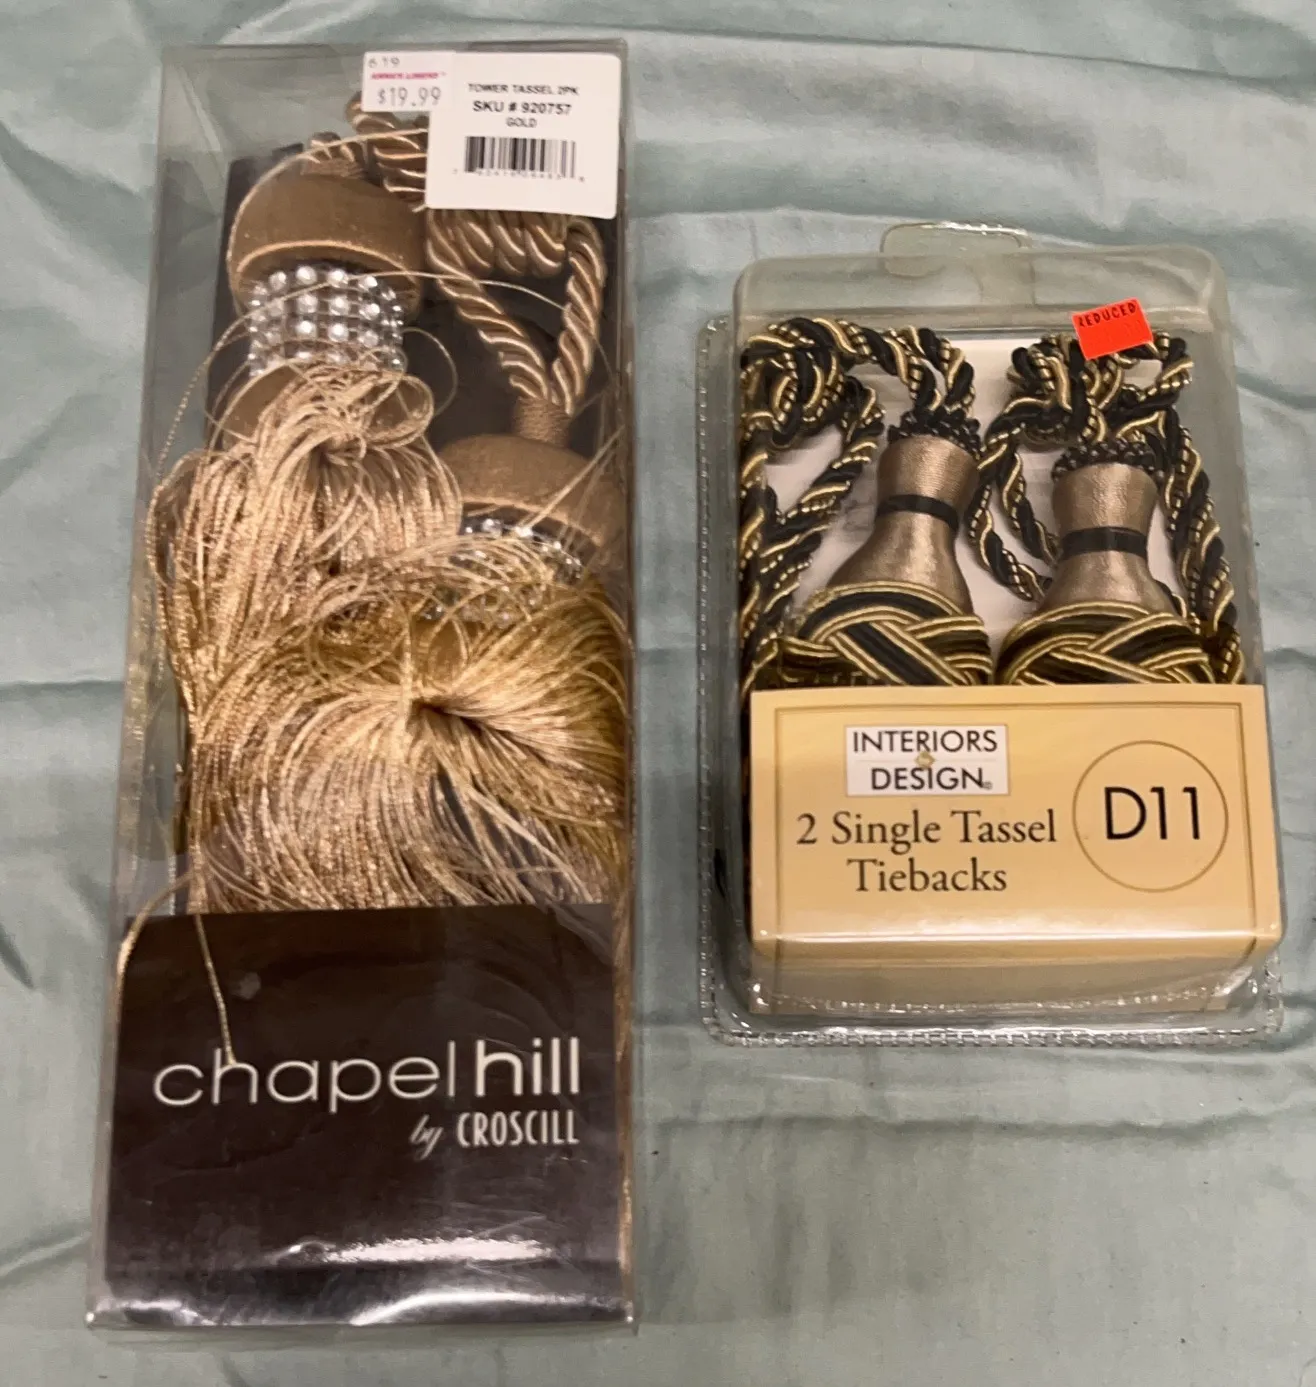 619
$19.99
TOWER TASSEL 2PK
SKU # 920757
GOLD
chapel hill
by CROSCILL
REDUCED
INTERIORS
&
DESIGN®
2 Single Tassel
Tiebacks
D11